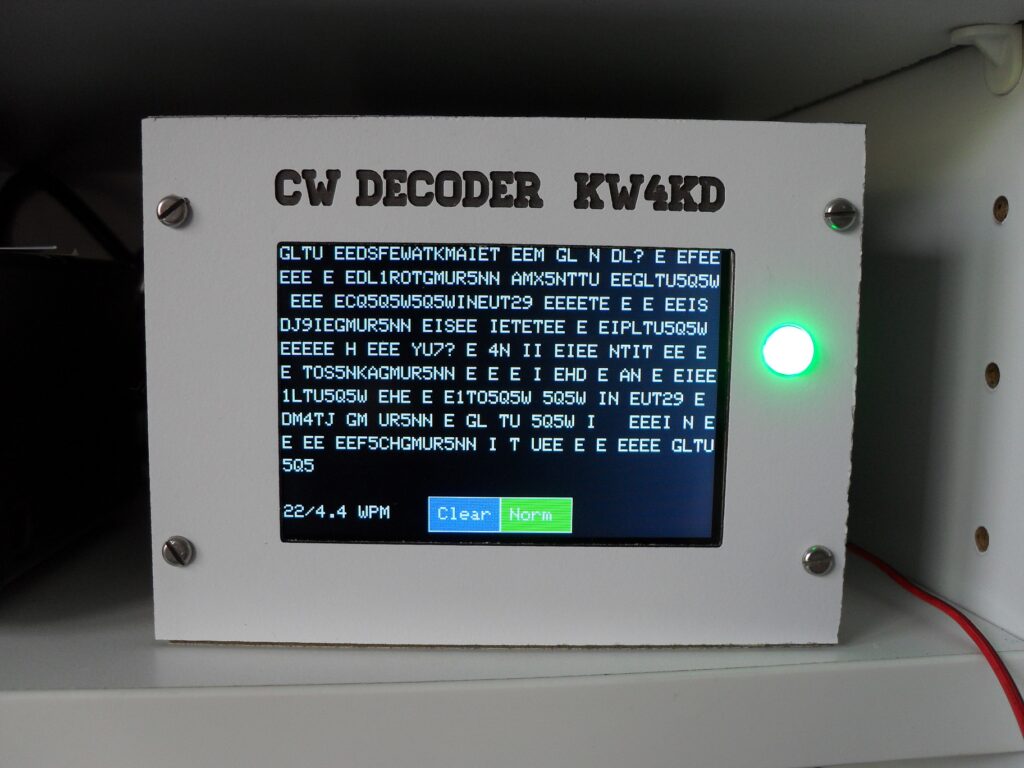 CW DECODER KW4KD
GLTU EEDSFEWATKMAIET EEM GL N DL? E EFEE
EEE E EDL1ROTGMUR5NN AMX5NTTU EEGLTU5Q5W
EEE ECQ5Q5W5Q5WINEUT29 EEEETE E E EEIS
DJ9IEGMUR5NN EISEE IETETEE E EIPLTU5Q5W
EEEEE H EEE YU7? E 4N II EIEE NTIT EE E
E TOS5NKAGMUR5NN E E E I EHD E AN E EIEE
1LTU5Q5W EHE E E1TO5Q5W 5Q5W IN EUT29 E
DM4TJ GM UR5NN E GL TU 5Q5W I EEEI N E
E EE EEF5CHGMUR5NN I T UEE E E EEEE GLTU
5Q5
22/4.4 WPM Clear Norm